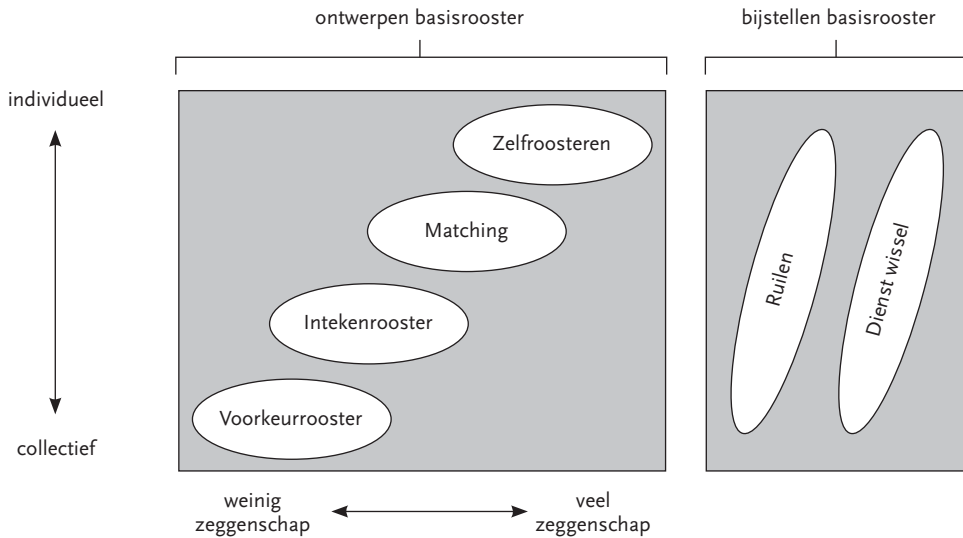 ontwerpen basisrooster
bijstellen basisrooster
individueel
Zelfroosteren
Matching
Intekenrooster
Voorkeurrooster
Ruilen
Dienst wissel
collectief
weinig
zeggenschap
veel
zeggenschap